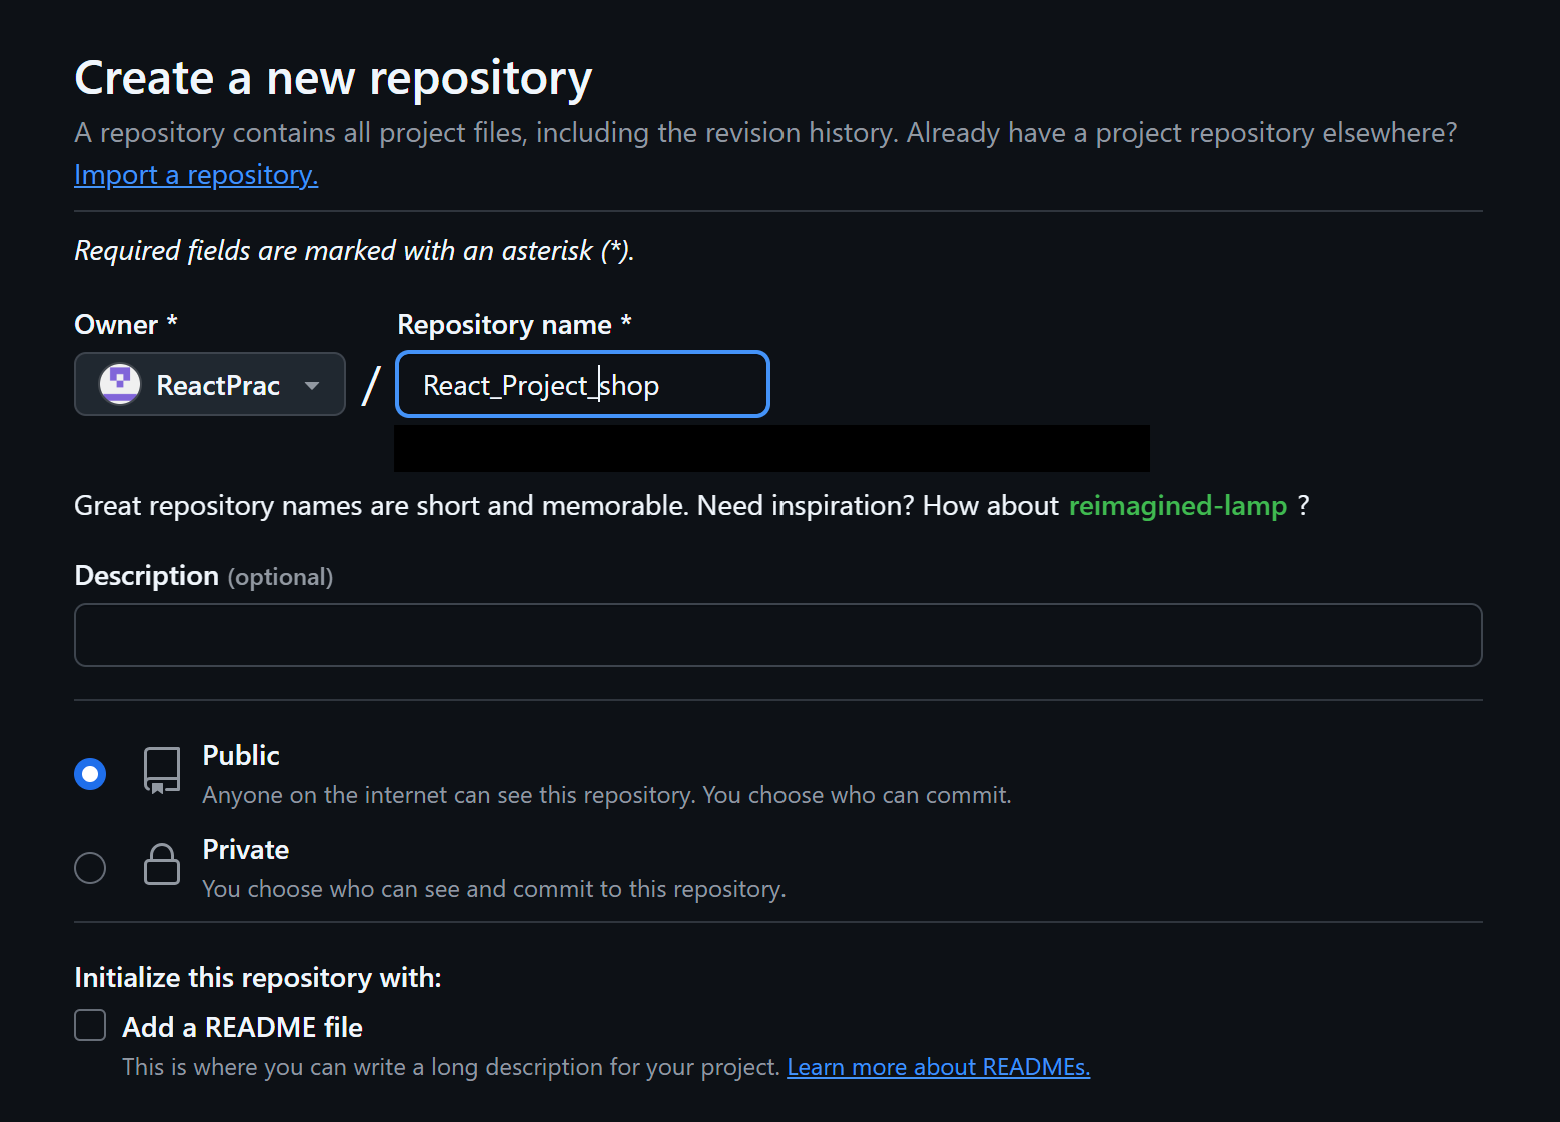 Create a new repository
A repository contains all project files, including the revision history. Already have a project repository elsewhere?
Import a repository.
Required fields are marked with an asterisk (*).
Owner *
Repository name *
ReactPrac / React_Project_shop
Great repository names are short and memorable. Need inspiration? How about reimagined-lamp ?
Description (optional)
Public
Anyone on the internet can see this repository. You choose who can commit.
Private
You choose who can see and commit to this repository.
Initialize this repository with:
Add a README file
This is where you can write a long description for your project. Learn more about READMEs.